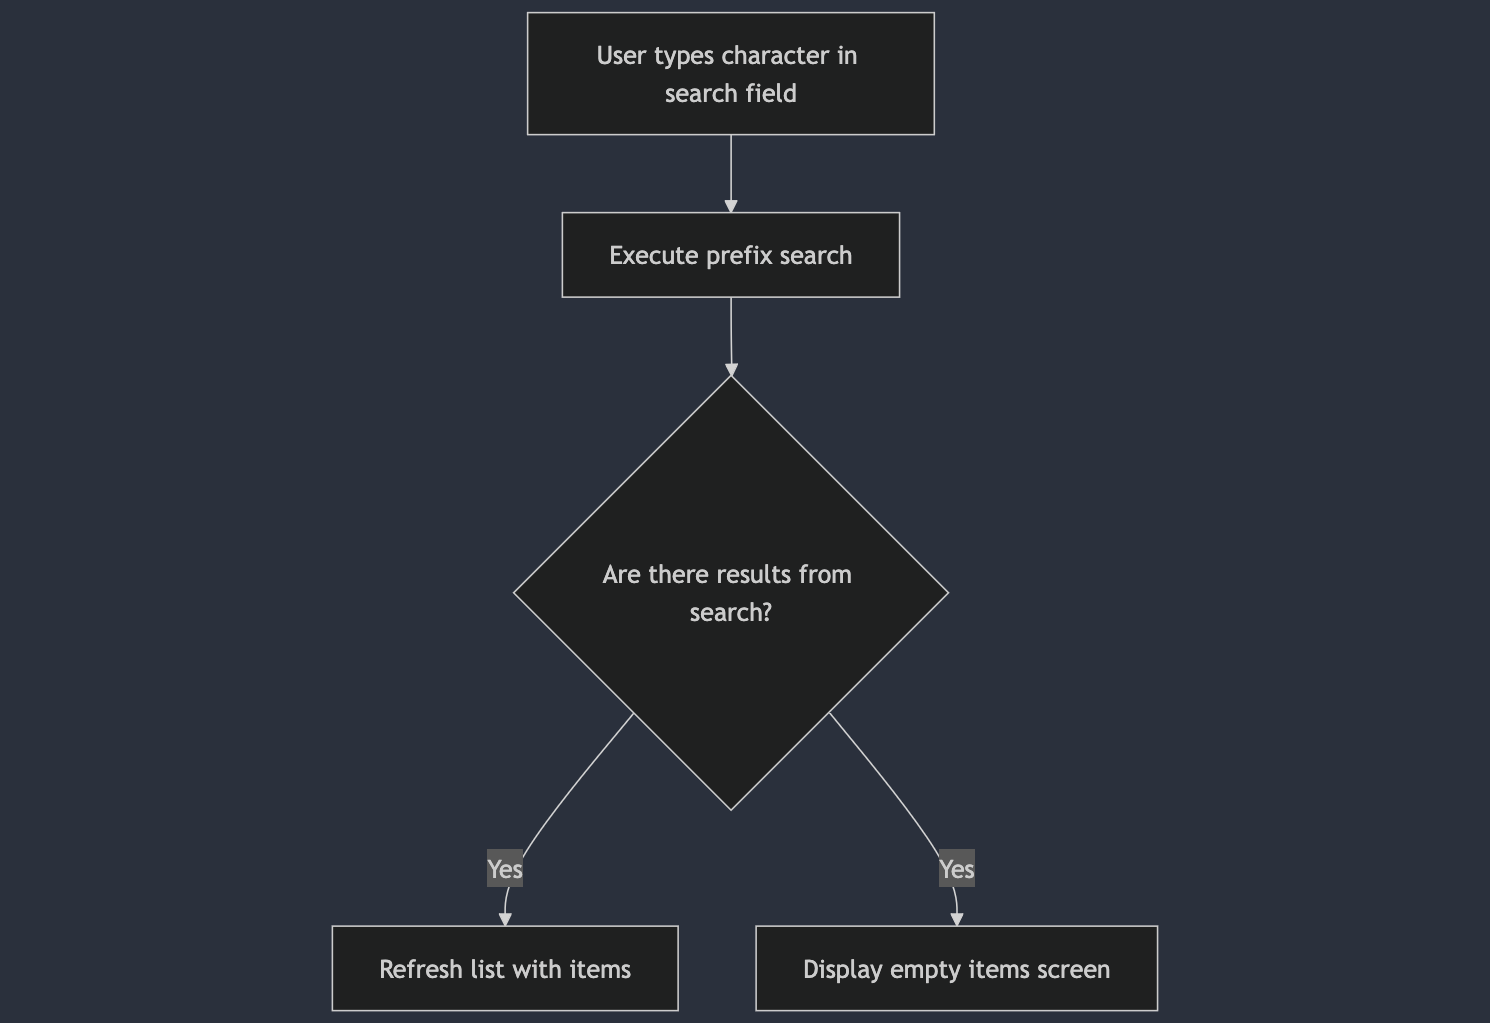 User types character in
search field
Execute prefix search
Are there results from
search?
Yes
Yes
Refresh list with items
Display empty items screen